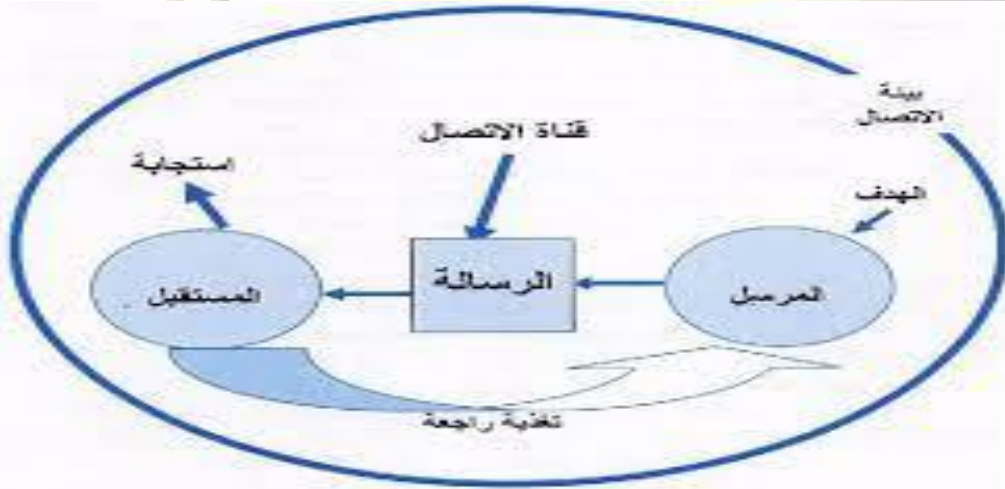 بيئة
الاتصال
قناة الاتصال
استجابة
الهدف
المرسل
الرسالة
المستقبل
تغذية راجعة